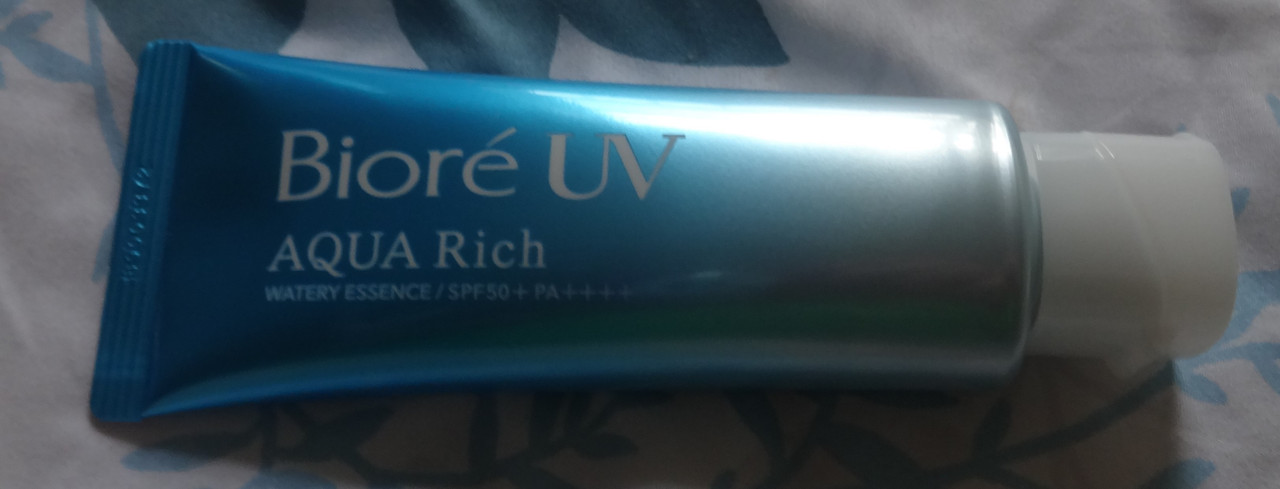 Bioré UV
AQUA Rich
WATERY ESSENCE / SPF50+ PA++++